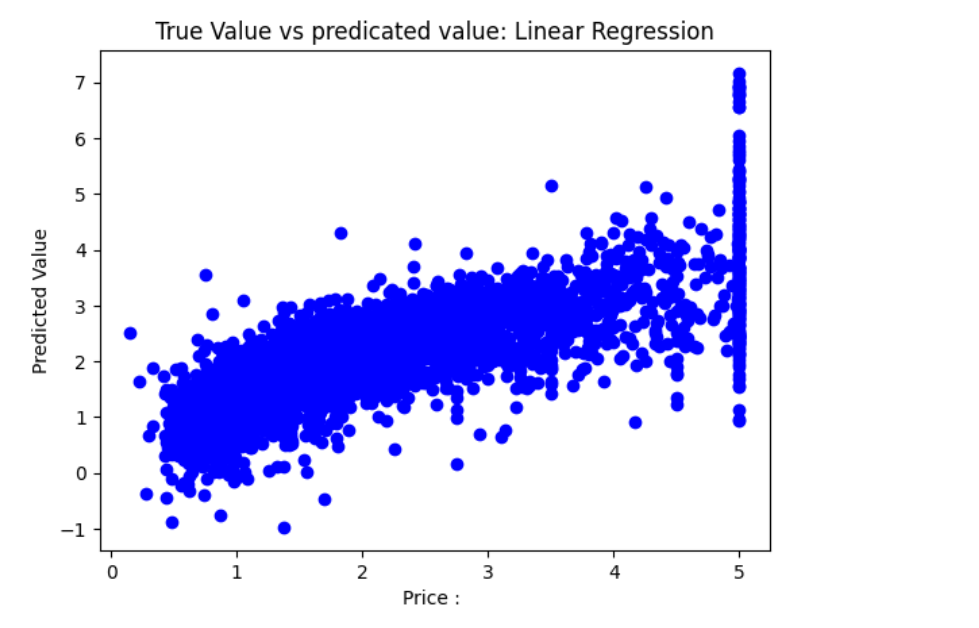 True Value vs predicated value: Linear Regression
7
6
5
4
3
2
1
0
−1
Predicted Value
0 1 2 3 4 5
Price :